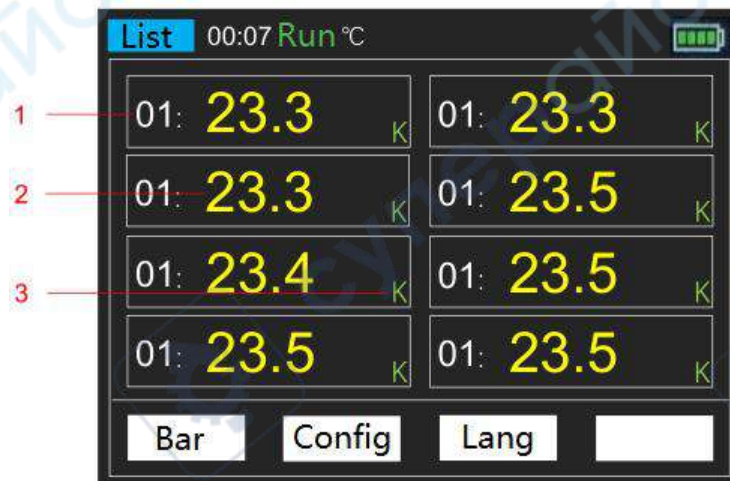 List 00:07 Run °C
1 01: 23.3 K 01: 23.3 K
2 01: 23.3 K 01: 23.5 K
3 01: 23.4 K 01: 23.5 K
01: 23.5 K 01: 23.5 K
Bar Config Lang
супер